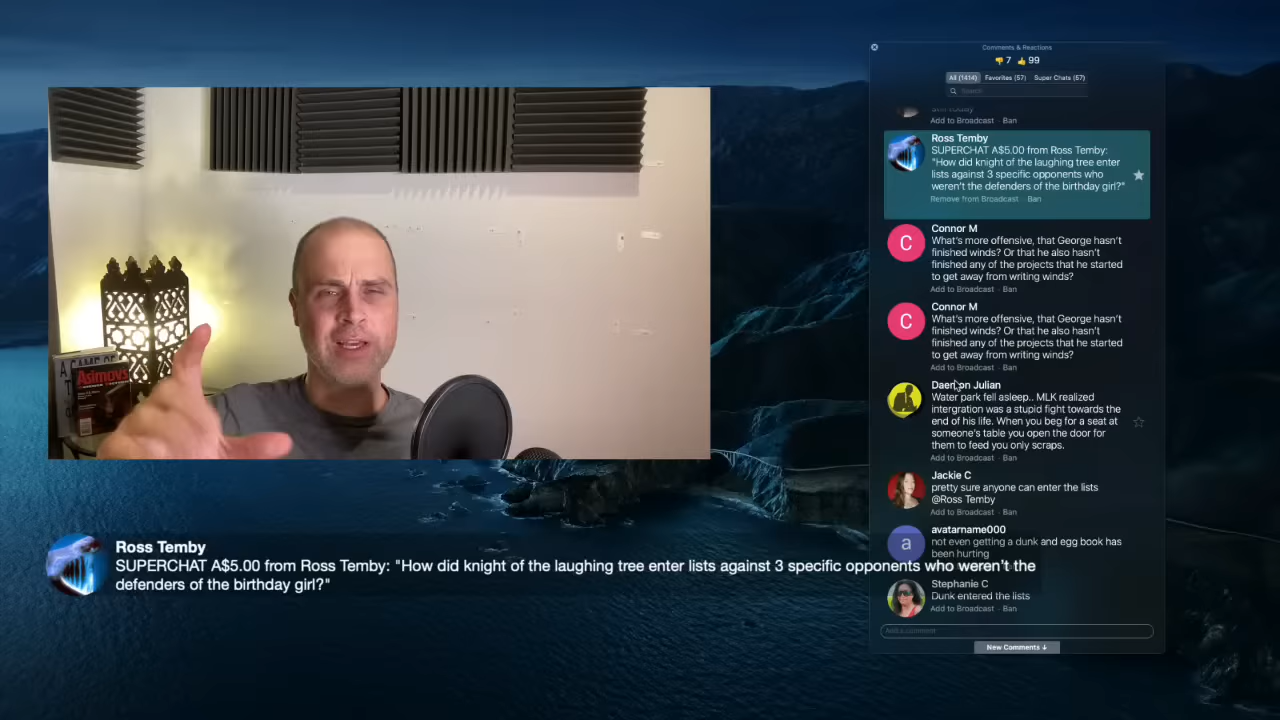 Comments & Reactions
👎 7 👍 99
All (1414) Favorites (57) Super Chats (57)
Search
Add to Broadcast · Ban
Ross Temby
SUPERCHAT A$5.00 from Ross Temby:
"How did knight of the laughing tree enter
lists against 3 specific opponents who
weren't the defenders of the birthday girl?"
Remove from Broadcast · Ban
C
Connor M
What's more offensive, that George hasn't
finished winds? Or that he also hasn't
finished any of the projects that he started
to get away from writing winds?
Add to Broadcast · Ban
C
Connor M
What's more offensive, that George hasn't
finished winds? Or that he also hasn't
finished any of the projects that he started
to get away from writing winds?
Add to Broadcast · Ban
Julian
Water park fell asleep.. MLK realized
intergration was a stupid fight towards the
end of his life. When you beg for a seat at
someone's table you open the door for
them to feed you only scraps.
Add to Broadcast · Ban
Jackie C
pretty sure anyone can enter the lists
@Ross Temby
Add to Broadcast · Ban
a
avatarname000
not even getting a dunk and egg book has
been hurting
Stephanie C
Dunk entered the lists
Add to Broadcast · Ban
Add a comment
New Comments ↓
A GAME OF
Asimov's
Ross Temby
SUPERCHAT A$5.00 from Ross Temby: "How did knight of the laughing tree enter lists against 3 specific opponents who weren't the
defenders of the birthday girl?"